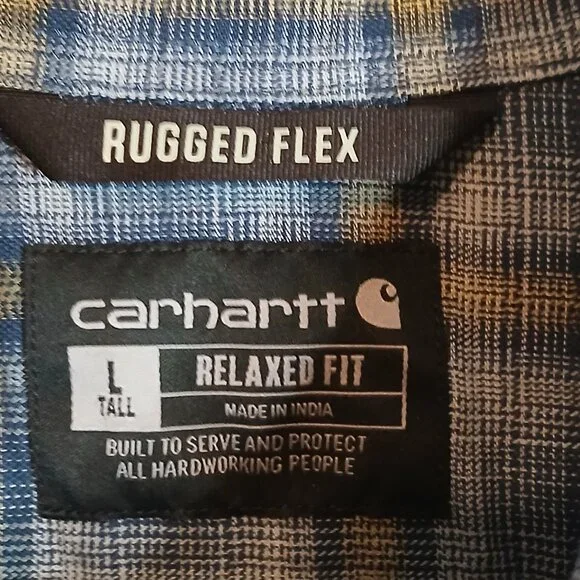 RUGGED FLEX
carhartt
L
TALL
RELAXED FIT
MADE IN INDIA
BUILT TO SERVE AND PROTECT
ALL HARDWORKING PEOPLE